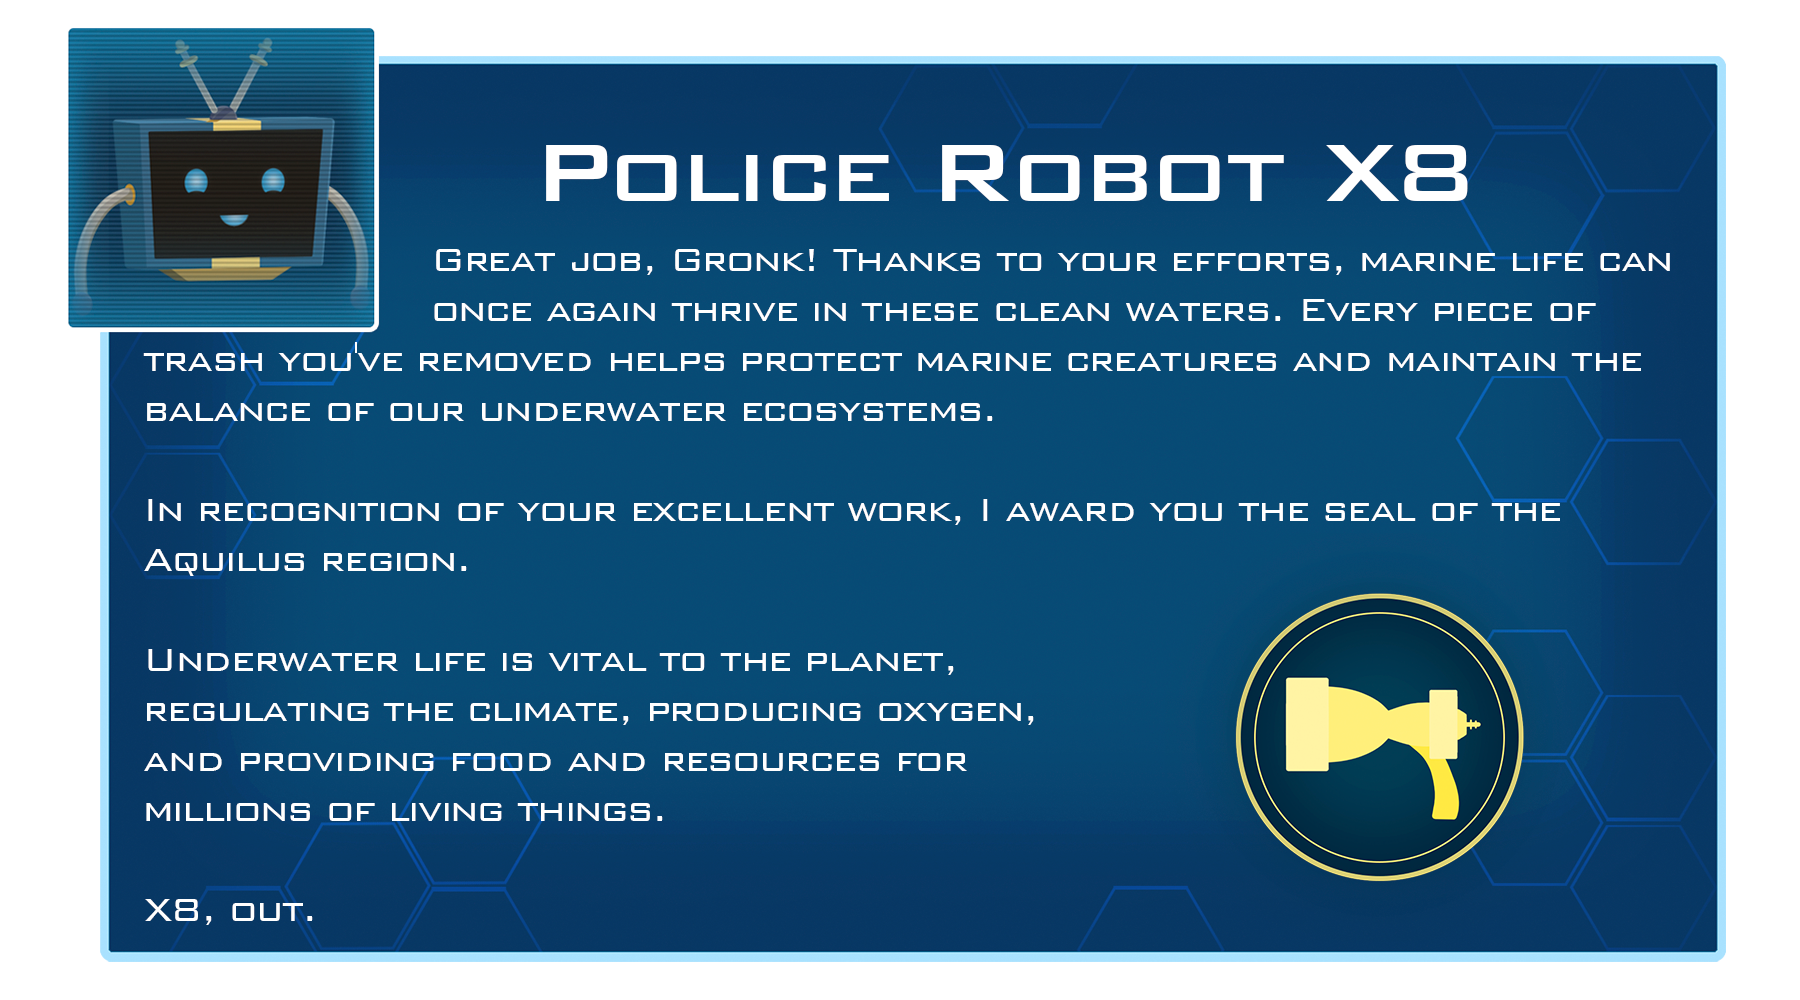 Police Robot X8
Great job, Gronk! Thanks to your efforts, marine life can
once again thrive in these clean waters. Every piece of
trash you've removed helps protect marine creatures and maintain the
balance of our underwater ecosystems.
In recognition of your excellent work, I award you the seal of the
Aquilus region.
Underwater life is vital to the planet,
regulating the climate, producing oxygen,
and providing food and resources for
millions of living things.
X8, out.